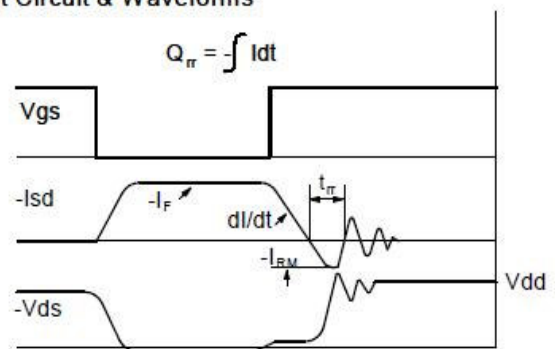 t Circuit & Waveforms
Qrr = -∫ Idt
Vgs
-Isd
-IF
dI/dt
trr
-IRM
Vdd
-Vds